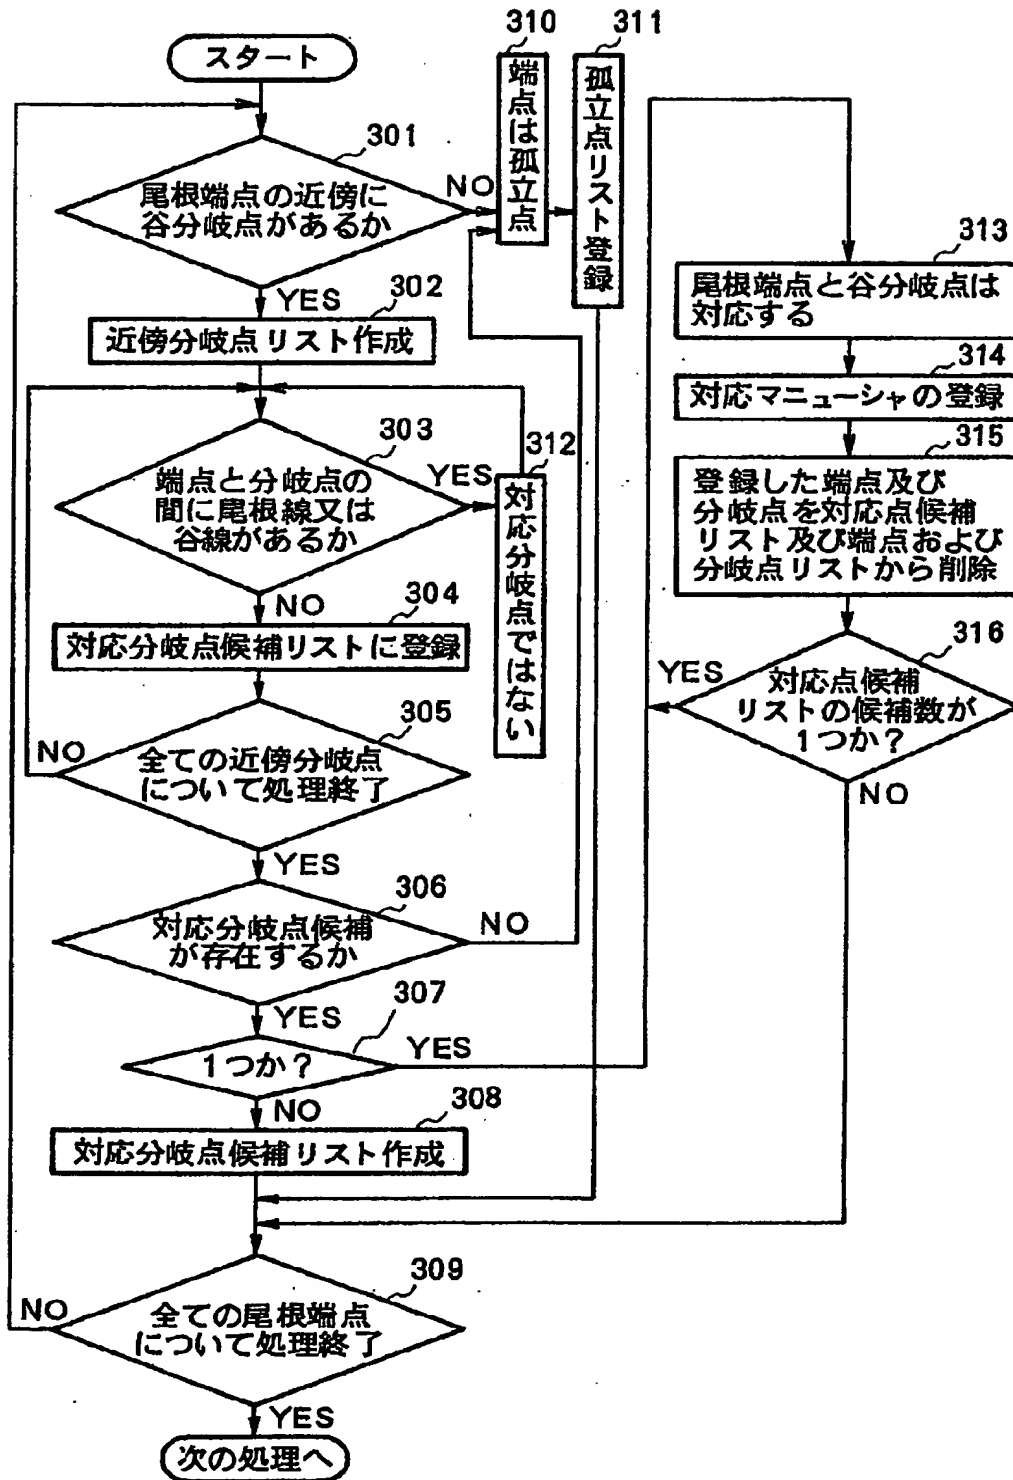 スタート
301
尾根端点の近傍に
谷分岐点があるか
NO
YES
302
近傍分岐点リスト作成
303
端点と分岐点の
間に尾根線又は
谷線があるか
YES
NO
304
対応分岐点候補リストに登録
305
全ての近傍分岐点
について処理終了
NO
YES
306
対応分岐点候補
が存在するか
NO
YES
307
1つか?
YES
NO
308
対応分岐点候補リスト作成
309
全ての尾根端点
について処理終了
NO
YES
次の処理へ
310
端点は孤立点
311
孤立点リスト登録
312
対応分岐点ではない
313
尾根端点と谷分岐点は
対応する
314
対応マニューシャの登録
315
登録した端点及び
分岐点を対応点候補
リスト及び端点および
分岐点リストから削除
316
対応点候補
リストの候補数が
1つか?
YES
NO